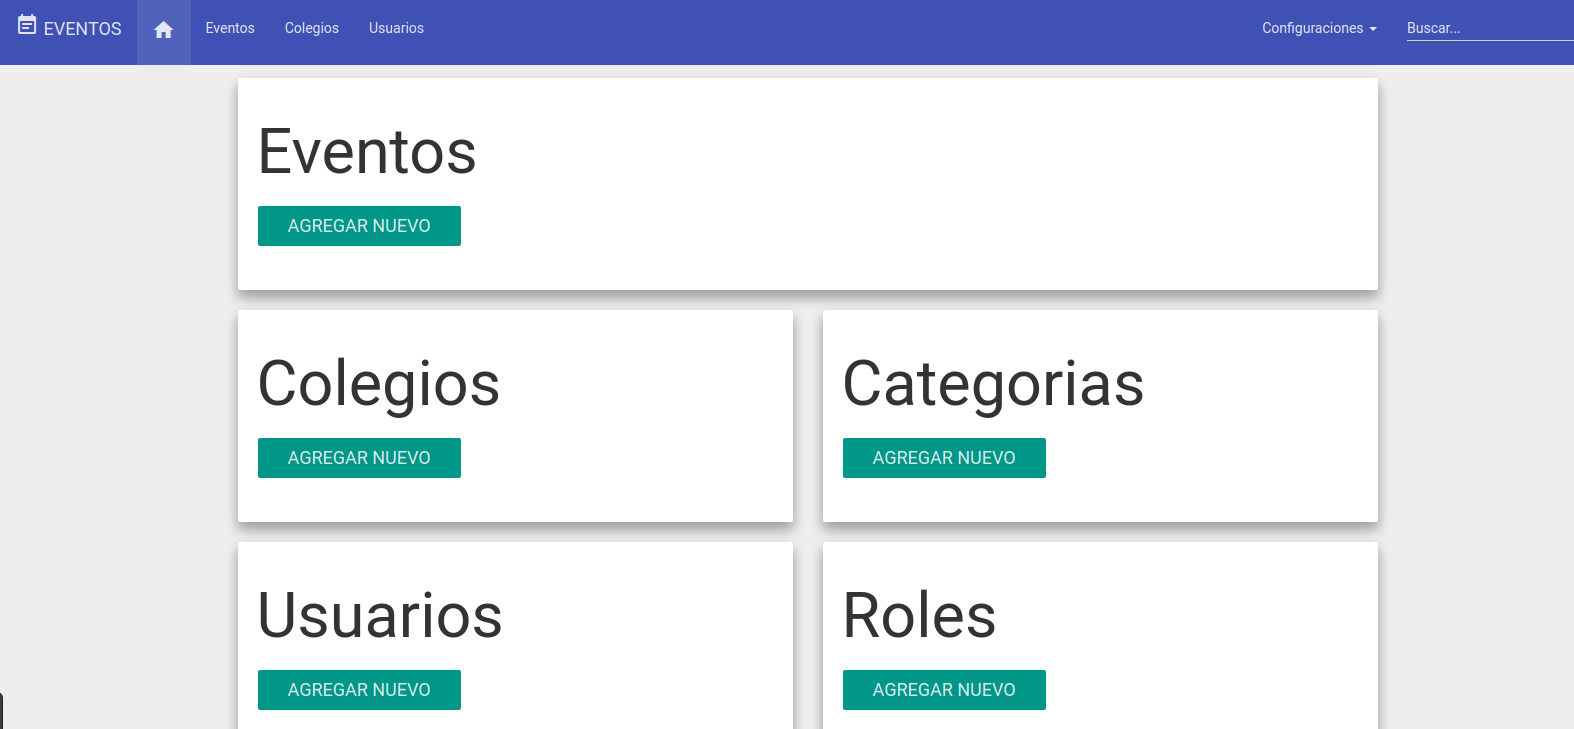 EVENTOS Eventos Colegios Usuarios Configuraciones Buscar...
Eventos
AGREGAR NUEVO
Colegios
AGREGAR NUEVO
Categorias
AGREGAR NUEVO
Usuarios
AGREGAR NUEVO
Roles
AGREGAR NUEVO